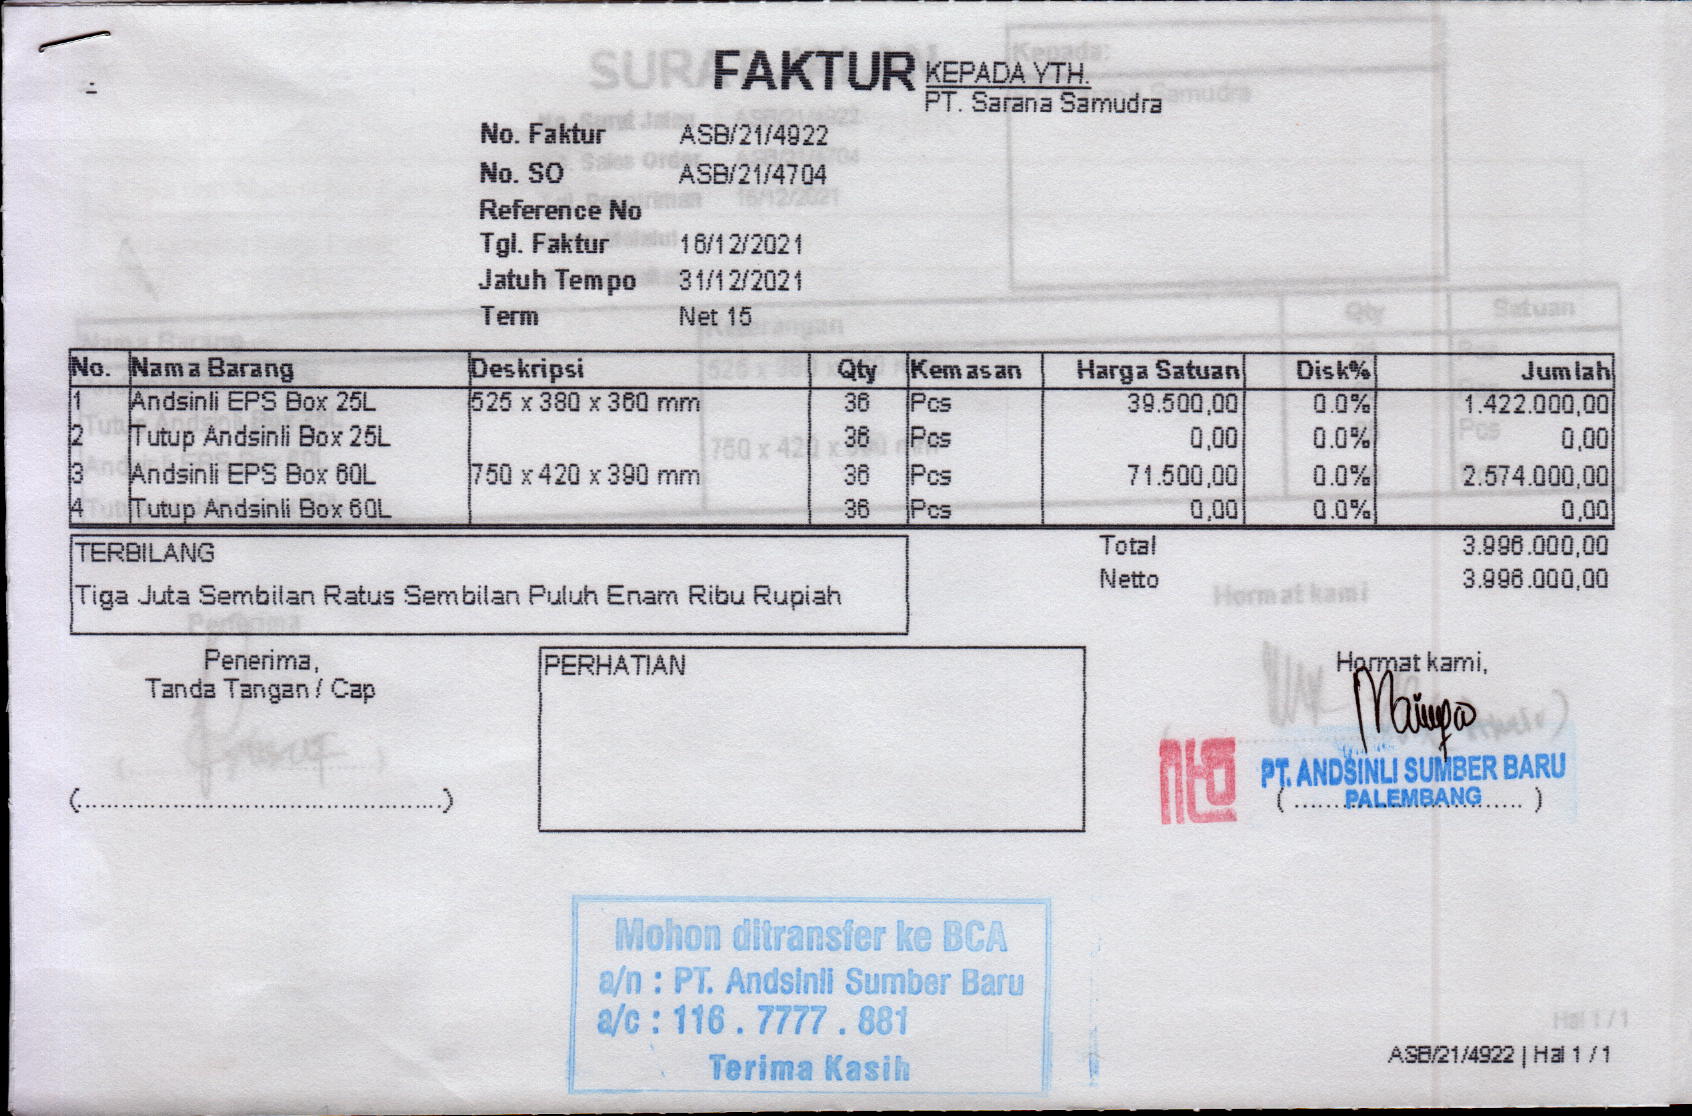 FAKTUR
KEPADA YTH.
PT. Sarana Samudra
No. Faktur ASB/21/4922
No. SO ASB/21/4704
Reference No
Tgl. Faktur 16/12/2021
Jatuh Tempo 31/12/2021
Term Net 15
No. Nama Barang Deskripsi Qty Kemasan Harga Satuan Disk% Jumlah
1 Andsinli EPS Box 25L 525 x 380 x 360 mm 36 Pcs 39.500,00 0.0% 1.422.000,00
2 Tutup Andsinli Box 25L 36 Pcs 0,00 0.0% 0,00
3 Andsinli EPS Box 60L 750 x 420 x 390 mm 36 Pcs 71.500,00 0.0% 2.574.000,00
4 Tutup Andsinli Box 60L 36 Pcs 0,00 0.0% 0,00
TERBILANG
Tiga Juta Sembilan Ratus Sembilan Puluh Enam Ribu Rupiah
Total 3.996.000,00
Netto 3.996.000,00
Penerima,
Tanda Tangan / Cap
(..........................................)
PERHATIAN
Hormat kami,
PT. ANDSINLI SUMBER BARU
PALEMBANG
Mohon ditransfer ke BCA
a/n : PT. Andsinli Sumber Baru
a/c : 116 . 7777 . 881
Terima Kasih
ASB/21/4922 | Hal 1 / 1